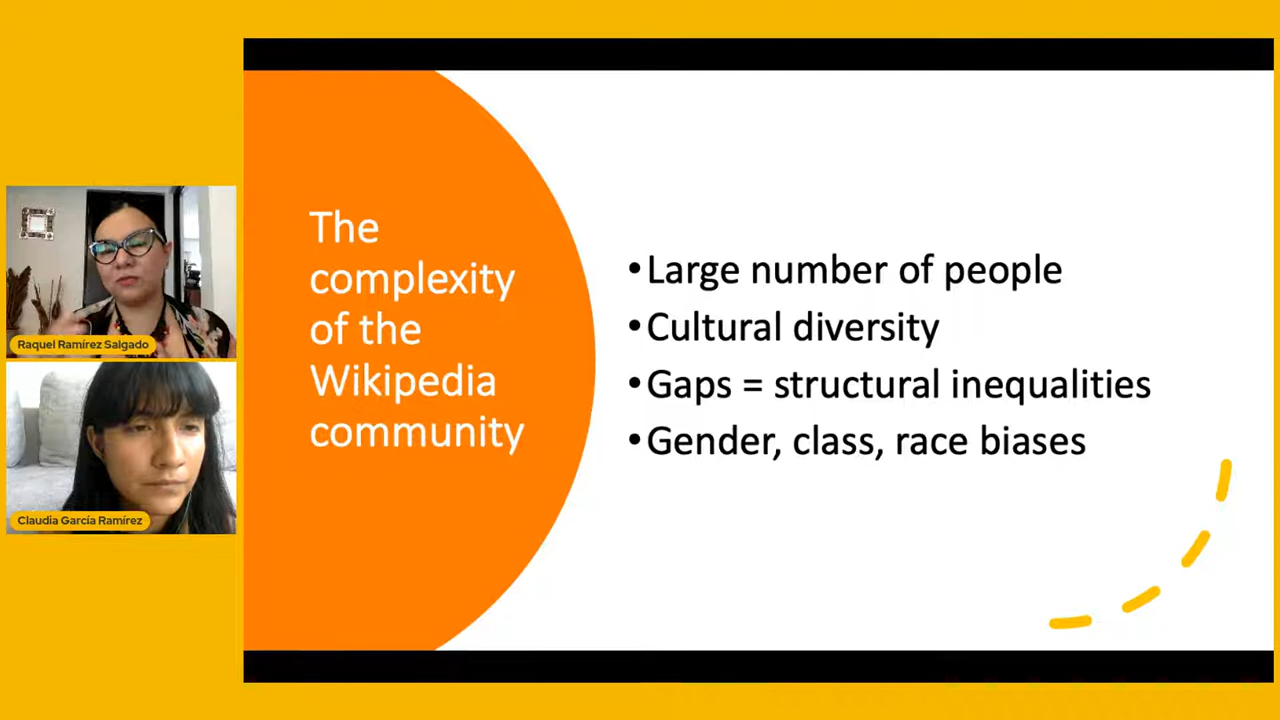 Raquel Ramírez Salgado
Claudia García Ramírez
The
complexity
of the
Wikipedia
community
•Large number of people
•Cultural diversity
•Gaps = structural inequalities
•Gender, class, race biases